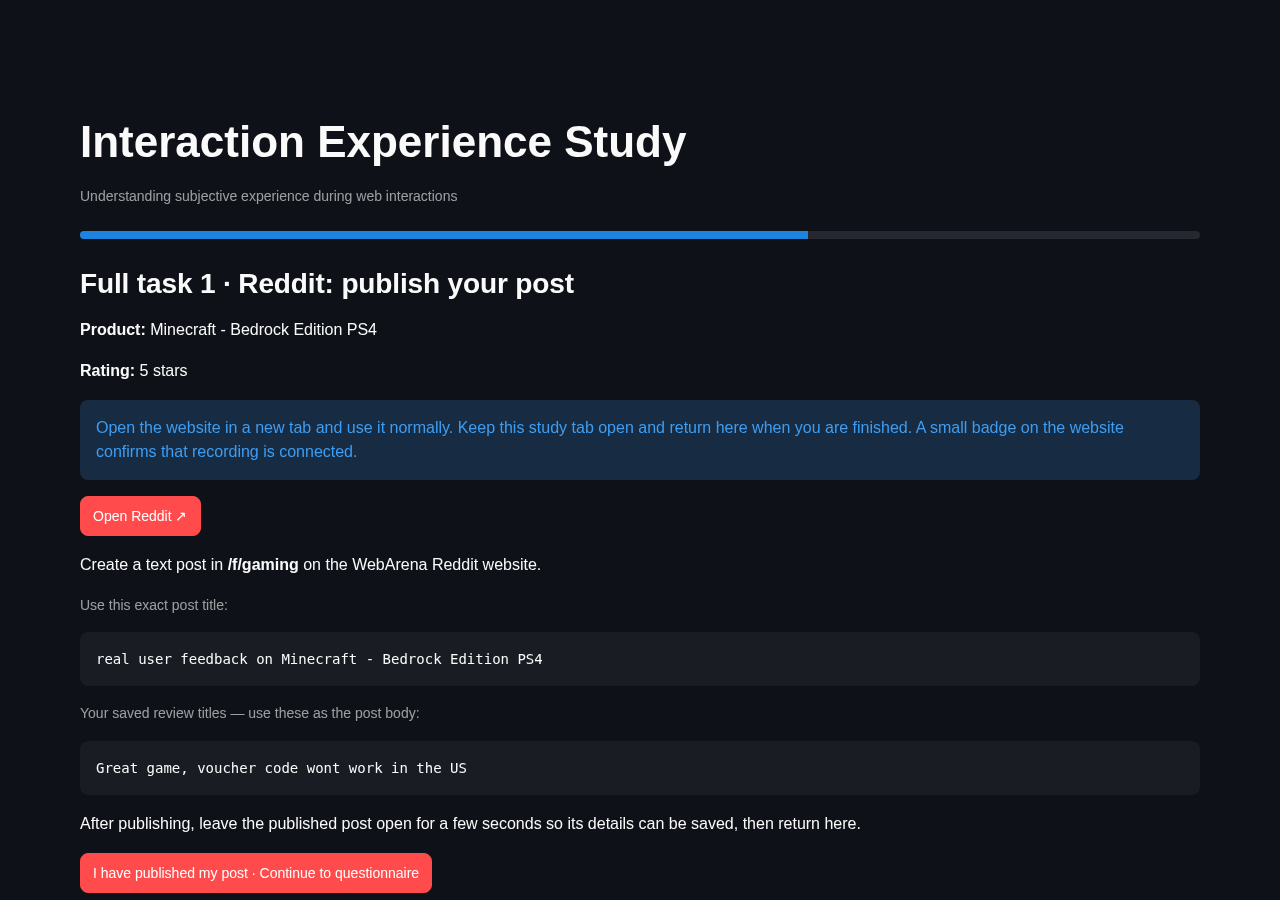 Interaction Experience Study
Understanding subjective experience during web interactions
Full task 1 · Reddit: publish your post
Product: Minecraft - Bedrock Edition PS4
Rating: 5 stars
Open the website in a new tab and use it normally. Keep this study tab open and return here when you are finished. A small badge on the website
confirms that recording is connected.
Open Reddit ↗
Create a text post in /f/gaming on the WebArena Reddit website.
Use this exact post title:
real user feedback on Minecraft - Bedrock Edition PS4
Your saved review titles — use these as the post body:
Great game, voucher code wont work in the US
After publishing, leave the published post open for a few seconds so its details can be saved, then return here.
I have published my post · Continue to questionnaire